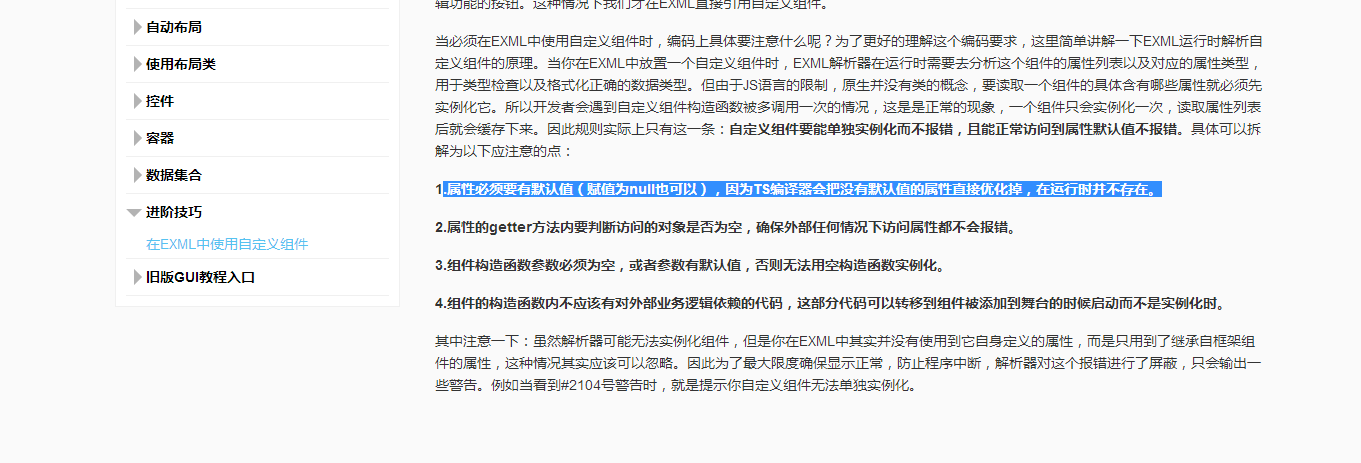 自动布局
使用布局类
控件
容器
数据集合
进阶技巧
在EXML中使用自定义组件
旧版GUI教程入口
辑功能的按钮。这种情况下我们才在EXML直接引用自定义组件。
当必须在EXML中使用自定义组件时，编码上具体要注意什么呢？为了更好的理解这个编码要求，这里简单讲解一下EXML运行时解析自
定义组件的原理。当你在EXML中放置一个自定义组件时，EXML解析器在运行时需要去分析这个组件的属性列表以及对应的属性类型，
用于类型检查以及格式化正确的数据类型。但由于JS语言的限制，原生并没有类的概念，要读取一个组件的具体含有哪些属性就必须先
实例化它。所以开发者会遇到自定义组件构造函数被多调用一次的情况，这是是正常的现象，一个组件只会实例化一次，读取属性列表
后就会缓存下来。因此规则实际上只有这一条：自定义组件要能单独实例化而不报错，且能正常访问到属性默认值不报错。具体可以拆
解为以下应注意的点：
1.属性必须要有默认值（赋值为null也可以），因为TS编译器会把没有默认值的属性直接优化掉，在运行时并不存在。
2.属性的getter方法内要判断访问的对象是否为空，确保外部任何情况下访问属性都不会报错。
3.组件构造函数参数必须为空，或者参数有默认值，否则无法用空构造函数实例化。
4.组件的构造函数内不应该有对外部业务逻辑依赖的代码，这部分代码可以转移到组件被添加到舞台的时候启动而不是实例化时。
其中注意一下：虽然解析器可能无法实例化组件，但是你在EXML中其实并没有使用到它自身定义的属性，而是只用到了继承自框架组
件的属性，这种情况其实应该可以忽略。因此为了最大限度确保显示正常，防止程序中断，解析器对这个报错进行了屏蔽，只会输出一
些警告。例如当看到#2104号警告时，就是提示你自定义组件无法单独实例化。